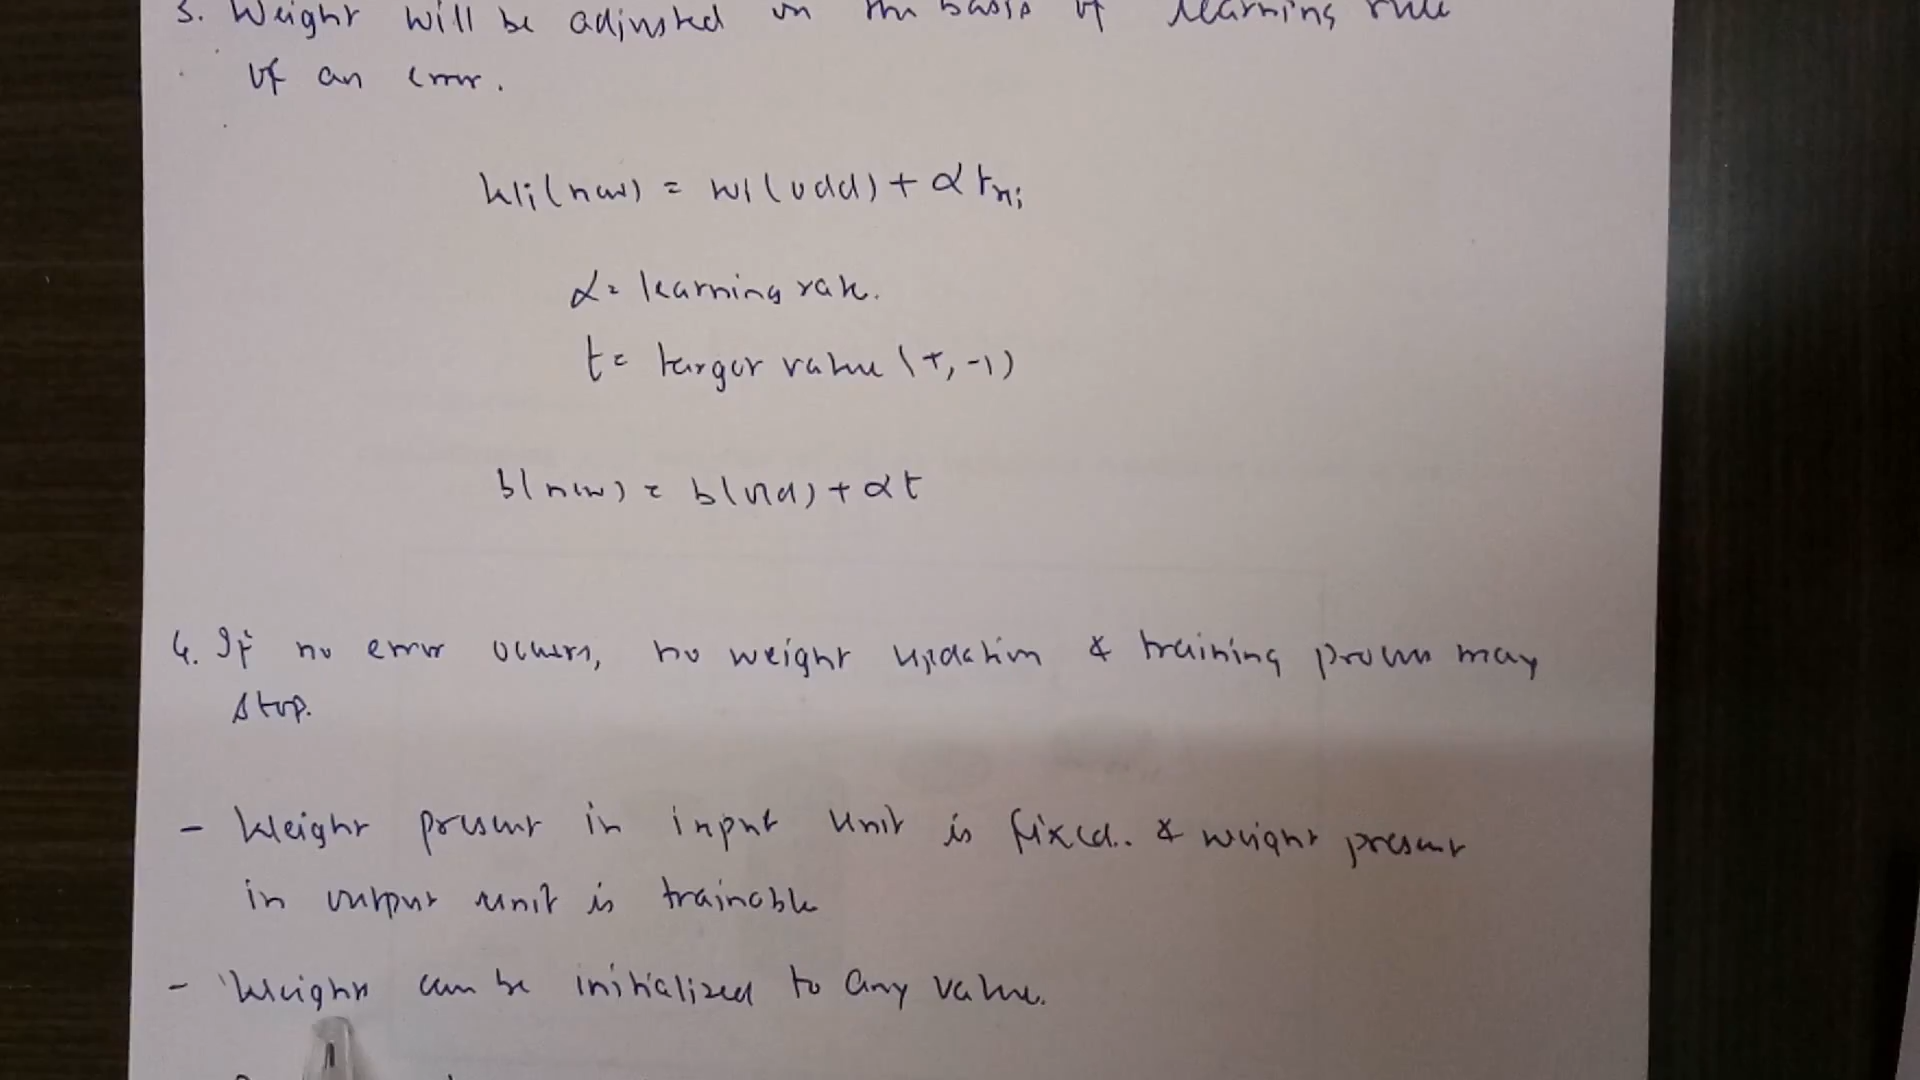 3. Weight will be adjusted on the basis of learning rule
of an error.
wi(new) = wi(old) + αtxi
α = learning rate.
t = target value (+, -1)
b(new) = b(old) + αt
4. If no error occurs, no weight updation & training process may
stop.
- Weight present in input unit is fixed. & weight present
in output unit is trainable
- Weights can be initialized to any value.